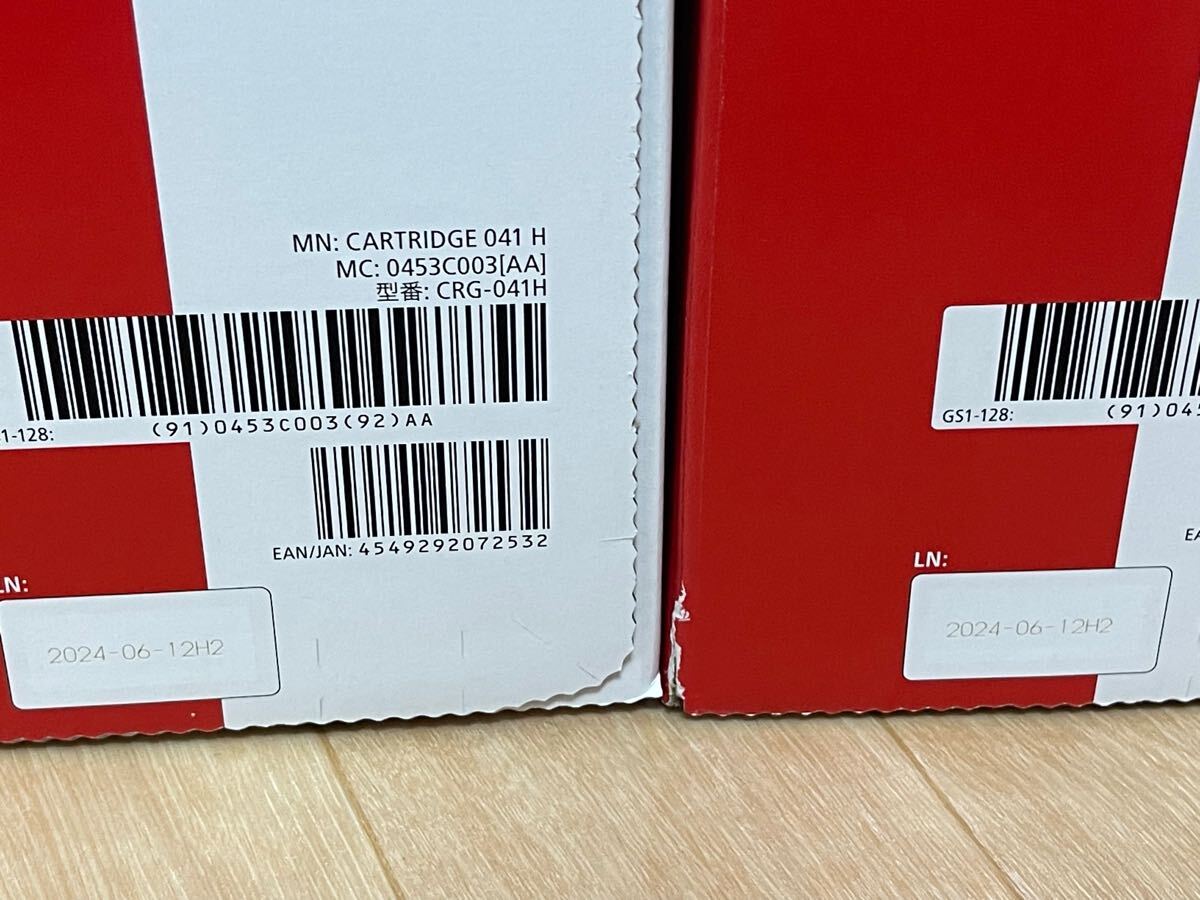 MN: CARTRIDGE 041 H
MC: 0453C003[AA]
型番: CRG-041H
1-128:
(91)0453C003(92)AA
EAN/JAN: 4549292072532
LN:
2024-06-12H2
GS1-128:
(91)045
EA
LN:
2024-06-12H2